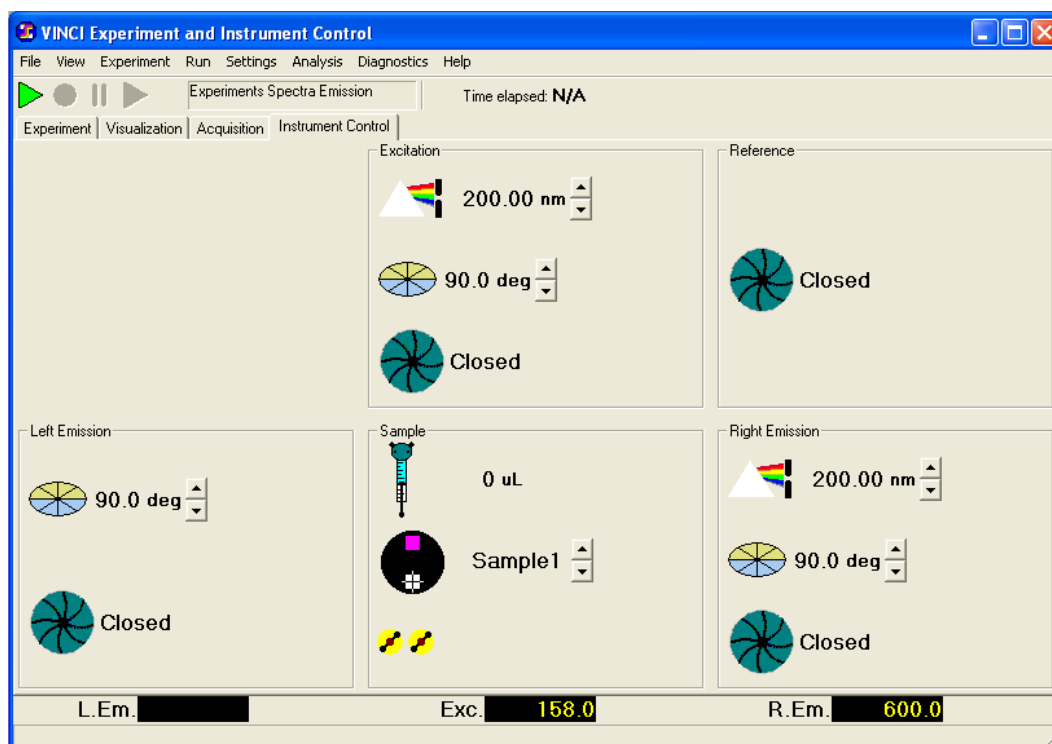 VINCI Experiment and Instrument Control
File View Experiment Run Settings Analysis Diagnostics Help
Experiments Spectra Emission
Time elapsed: N/A
Experiment Visualization Acquisition Instrument Control
Excitation
200.00 nm
90.0 deg
Closed
Reference
Closed
Left Emission
90.0 deg
Closed
Sample
0 uL
Sample1
Right Emission
200.00 nm
90.0 deg
Closed
L.Em. Exc. 158.0 R.Em. 600.0